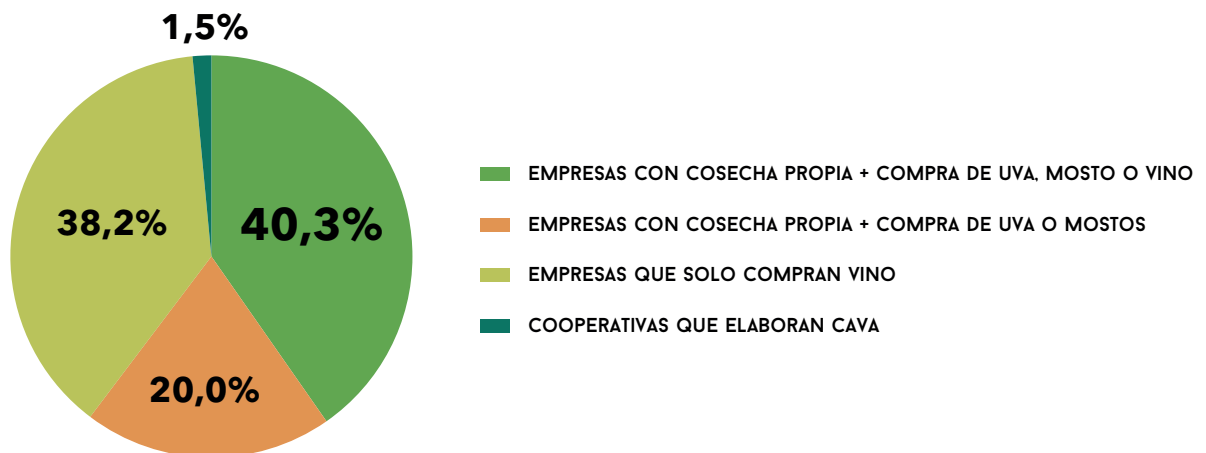 1,5%
38,2%
40,3%
20,0%
EMPRESAS CON COSECHA PROPIA + COMPRA DE UVA, MOSTO O VINO
EMPRESAS CON COSECHA PROPIA + COMPRA DE UVA O MOSTOS
EMPRESAS QUE SOLO COMPRAN VINO
COOPERATIVAS QUE ELABORAN CAVA